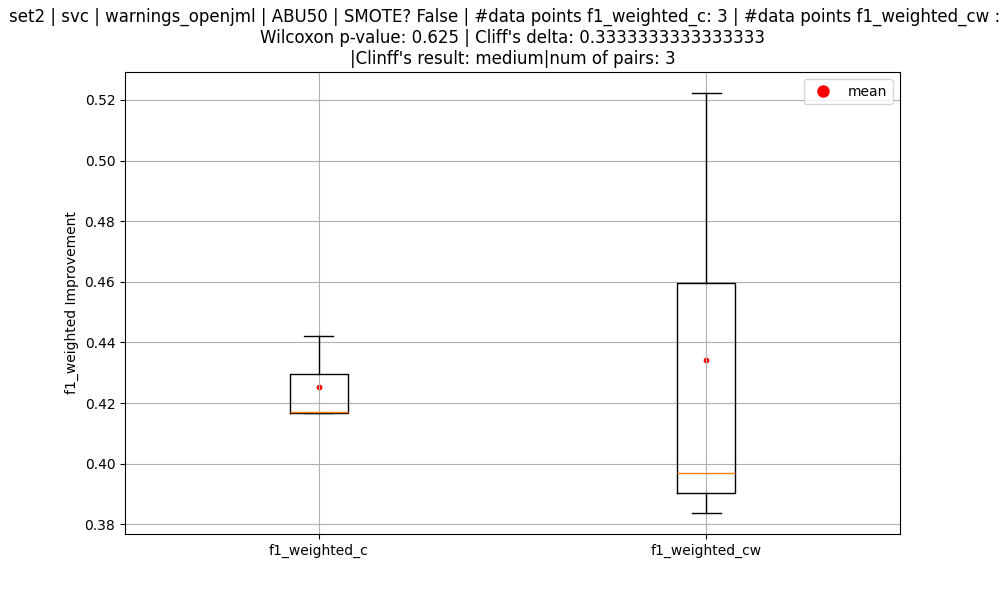 set2 | svc | warnings_openjml | ABU50 | SMOTE? False | #data points f1_weighted_c: 3 | #data points f1_weighted_cw :
Wilcoxon p-value: 0.625 | Cliff's delta: 0.3333333333333333
|Clinff's result: medium|num of pairs: 3
mean
0.52
0.50
0.48
0.46
0.44
0.42
0.40
0.38
f1_weighted Improvement
f1_weighted_c
f1_weighted_cw